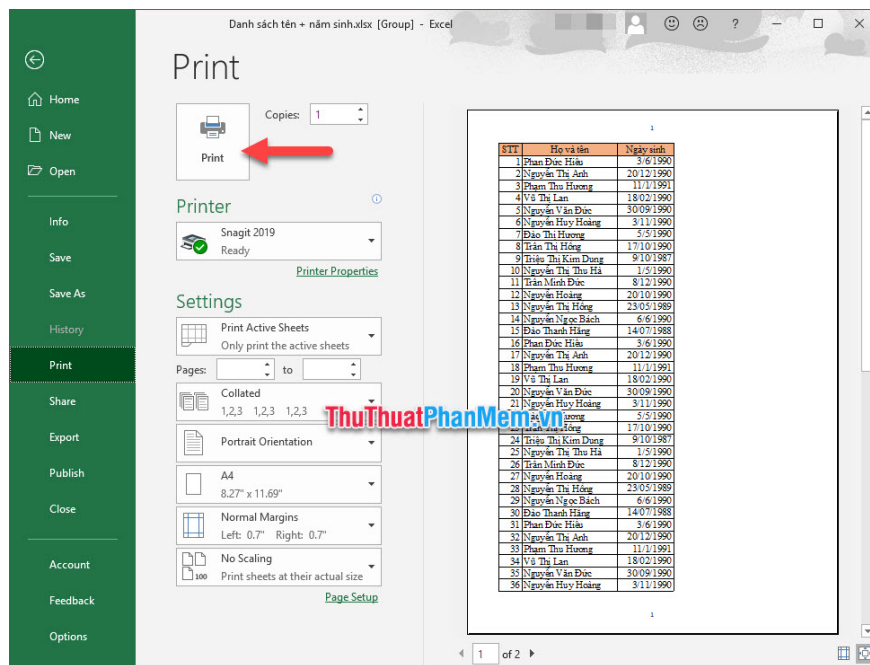 Danh sách tên + năm sinh.xlsx [Group] - Excel
?
Print
Home
New
Open
Info
Save
Save As
History
Print
Share
Export
Publish
Close
Account
Feedback
Options
Print
Copies: 1
Printer
Snagit 2019
Ready
Printer Properties
Settings
Print Active Sheets
Only print the active sheets
Pages: to
Collated
1,2,3 1,2,3 1,2,3
Portrait Orientation
A4
8.27" x 11.69"
Normal Margins
Left: 0.7" Right: 0.7"
No Scaling
100 Print sheets at their actual size
Page Setup
1
STT Họ và tên Ngày sinh
1 Phan Đức Hiếu 3/6/1990
2 Nguyễn Thị Anh 20/12/1990
3 Phạm Thu Hương 11/1/1991
4 Vũ Thị Lan 18/02/1990
5 Nguyễn Văn Đức 30/09/1990
6 Nguyễn Huy Hoàng 3/11/1990
7 Đào Thị Hương 5/5/1990
8 Trần Thị Hồng 17/10/1990
9 Triệu Thị Kim Dung 9/10/1987
10 Nguyễn Thị Thu Hà 1/5/1990
11 Trần Minh Đức 8/12/1990
12 Nguyễn Hoàng 20/10/1990
13 Nguyễn Thị Hồng 23/05/1989
14 Nguyễn Ngọc Bách 6/6/1990
15 Đào Thanh Hằng 14/07/1988
16 Phan Đức Hiếu 3/6/1990
17 Nguyễn Thị Anh 20/12/1990
18 Phạm Thu Hương 11/1/1991
19 Vũ Thị Lan 18/02/1990
20 Nguyễn Văn Đức 30/09/1990
21 Nguyễn Huy Hoàng 3/11/1990
ThuThuatPhanMem.vn
Hương 5/5/1990
Trần Thị Hồng 17/10/1990
24 Triệu Thị Kim Dung 9/10/1987
25 Nguyễn Thị Thu Hà 1/5/1990
26 Trần Minh Đức 8/12/1990
27 Nguyễn Hoàng 20/10/1990
28 Nguyễn Thị Hồng 23/05/1989
29 Nguyễn Ngọc Bách 6/6/1990
30 Đào Thanh Hằng 14/07/1988
31 Phan Đức Hiếu 3/6/1990
32 Nguyễn Thị Anh 20/12/1990
33 Phạm Thu Hương 11/1/1991
34 Vũ Thị Lan 18/02/1990
35 Nguyễn Văn Đức 30/09/1990
36 Nguyễn Huy Hoàng 3/11/1990
1
1 of 2